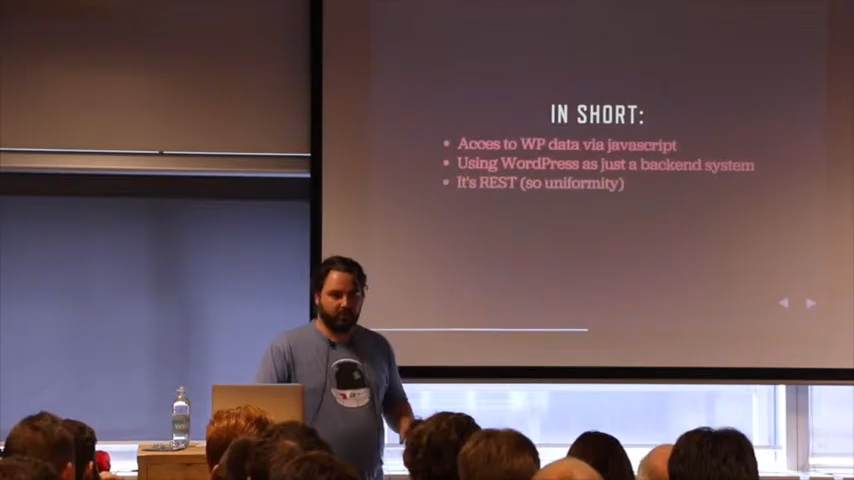 IN SHORT:
Acces to WP data via javascript
Using WordPress as just a backend system
It's REST (so uniformity)